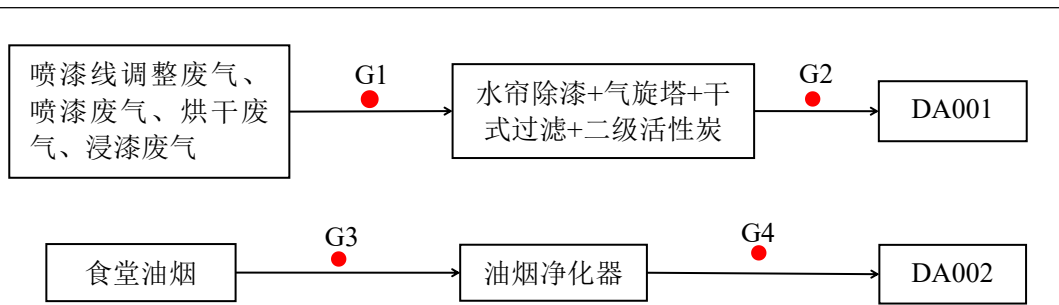 喷漆线调整废气、
喷漆废气、烘干废
气、浸漆废气
G1
水帘除漆+气旋塔+干
式过滤+二级活性炭
G2
DA001
食堂油烟
G3
油烟净化器
G4
DA002